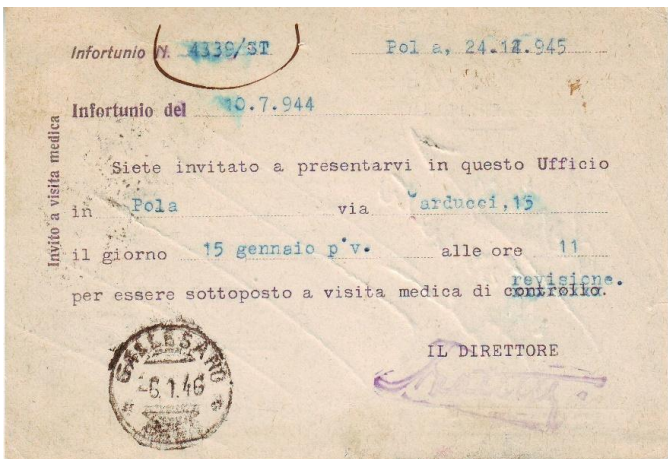 Infortunio N. 4339/ST Pola, 24.12.945
Infortunio del 10.7.944
Invito a visita medica
Siete invitato a presentarvi in questo Ufficio
in Pola via Carducci, 15
il giorno 15 gennaio p.v. alle ore 11
revisione.
per essere sottoposto a visita medica di controllo.
IL DIRETTORE
GALLESANO
-6.1.46